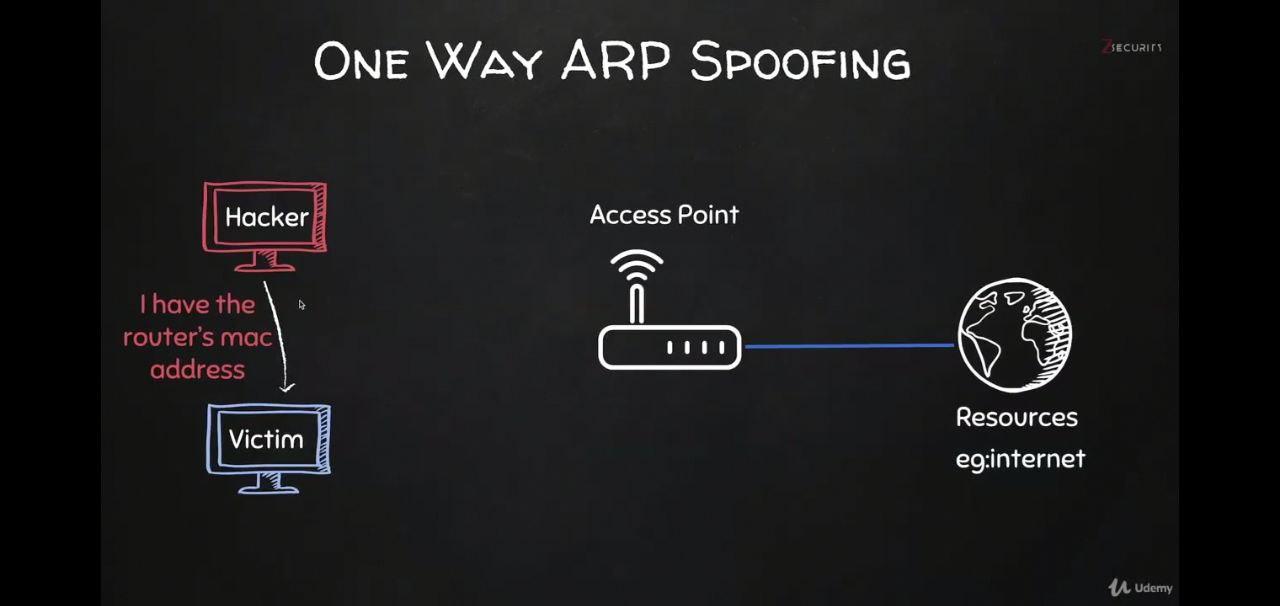 ONE WAY ARP SPOOFING
ZSECURITY
Hacker
I have the
router's mac
address
Victim
Access Point
Resources
eg:internet
Udemy